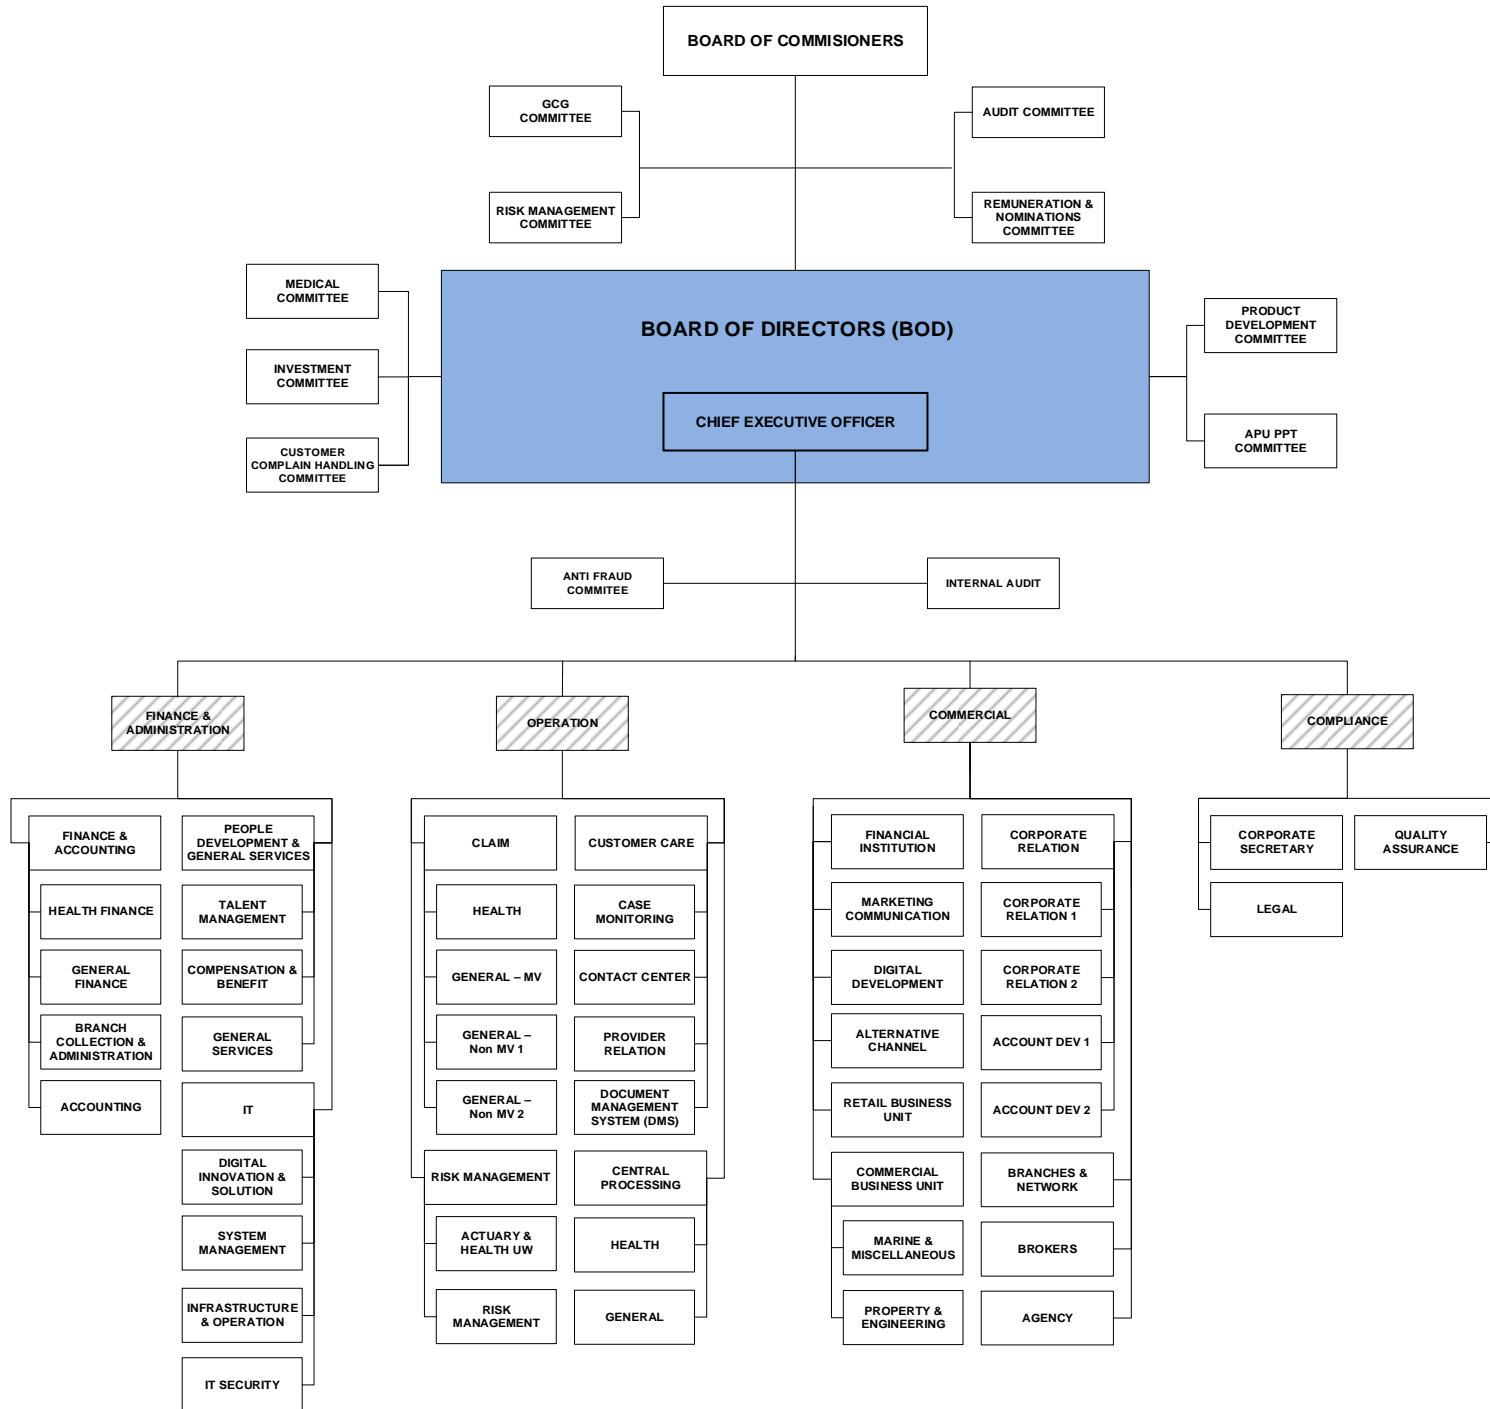 BOARD OF COMMISIONERS
GCG
COMMITTEE
AUDIT COMMITTEE
RISK MANAGEMENT
COMMITTEE
REMUNERATION &
NOMINATIONS
COMMITTEE
MEDICAL
COMMITTEE
INVESTMENT
COMMITTEE
CUSTOMER
COMPLAIN HANDLING
COMMITTEE
BOARD OF DIRECTORS (BOD)
CHIEF EXECUTIVE OFFICER
PRODUCT
DEVELOPMENT
COMMITTEE
APU PPT
COMMITTEE
ANTI FRAUD
COMMITEE
INTERNAL AUDIT
FINANCE &
ADMINISTRATION
OPERATION
COMMERCIAL
COMPLIANCE
FINANCE &
ACCOUNTING
HEALTH FINANCE
GENERAL
FINANCE
BRANCH
COLLECTION &
ADMINISTRATION
ACCOUNTING
PEOPLE
DEVELOPMENT &
GENERAL SERVICES
TALENT
MANAGEMENT
COMPENSATION &
BENEFIT
GENERAL
SERVICES
IT
DIGITAL
INNOVATION &
SOLUTION
SYSTEM
MANAGEMENT
INFRASTRUCTURE
& OPERATION
IT SECURITY
CLAIM
HEALTH
GENERAL – MV
GENERAL –
Non MV 1
GENERAL –
Non MV 2
RISK MANAGEMENT
ACTUARY &
HEALTH UW
RISK
MANAGEMENT
CUSTOMER CARE
CASE
MONITORING
CONTACT CENTER
PROVIDER
RELATION
DOCUMENT
MANAGEMENT
SYSTEM (DMS)
CENTRAL
PROCESSING
HEALTH
GENERAL
FINANCIAL
INSTITUTION
MARKETING
COMMUNICATION
DIGITAL
DEVELOPMENT
ALTERNATIVE
CHANNEL
RETAIL BUSINESS
UNIT
COMMERCIAL
BUSINESS UNIT
MARINE &
MISCELLANEOUS
PROPERTY &
ENGINEERING
CORPORATE
RELATION
CORPORATE
RELATION 1
CORPORATE
RELATION 2
ACCOUNT DEV 1
ACCOUNT DEV 2
BRANCHES &
NETWORK
BROKERS
AGENCY
CORPORATE
SECRETARY
LEGAL
QUALITY
ASSURANCE